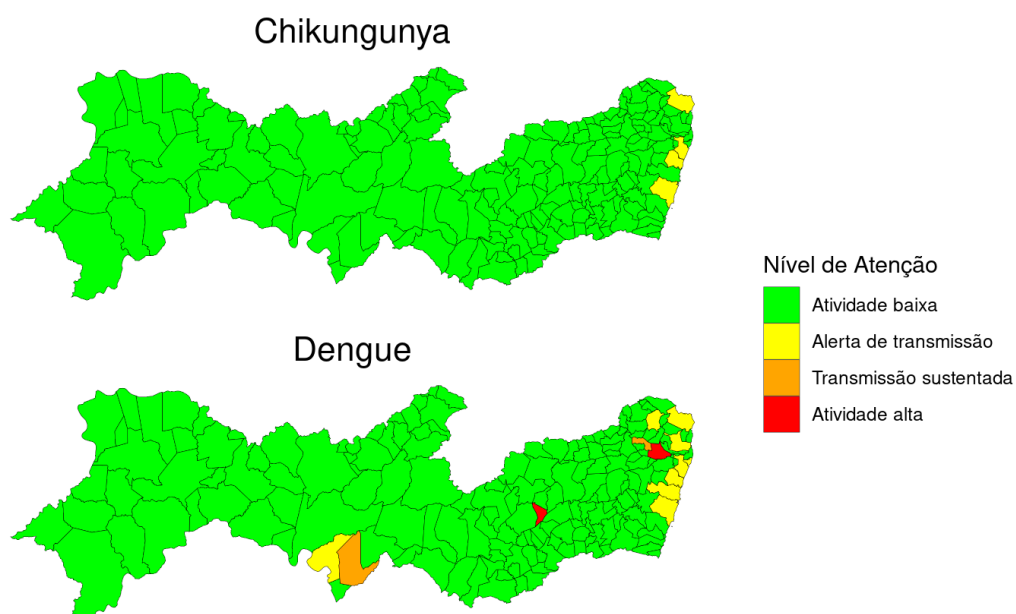 Chikungunya
Dengue
Nível de Atenção
Atividade baixa
Alerta de transmissão
Transmissão sustentada
Atividade alta